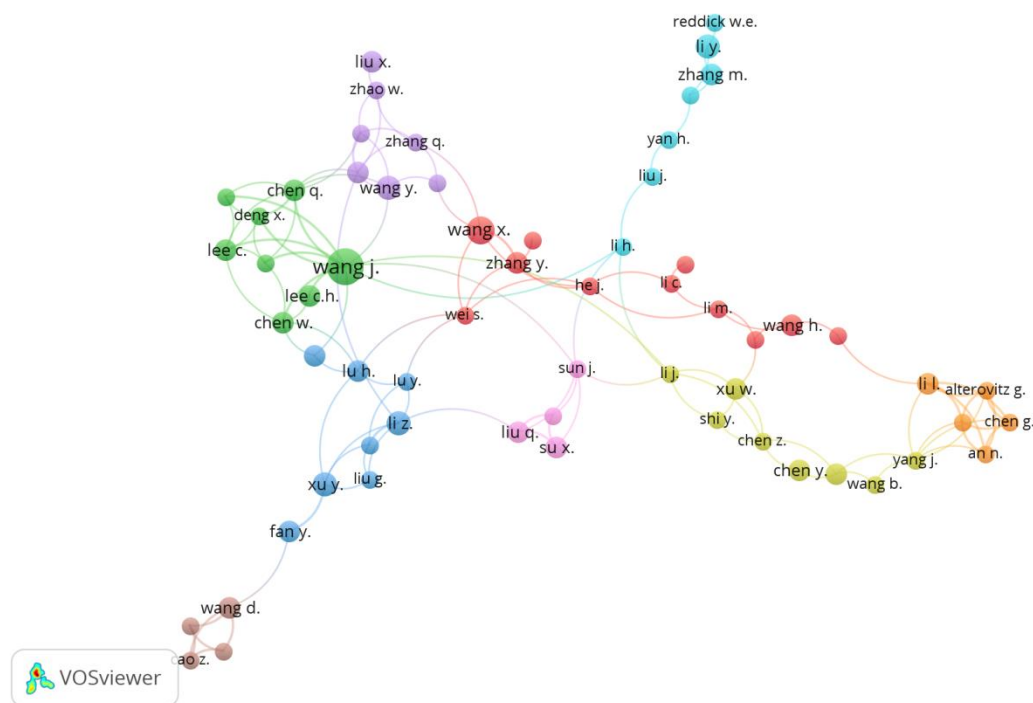 reddick w.e.
li y.
liu x.
zhang m.
zhao w.
zhang q.
yan h.
liu j.
chen q.
wang y.
deng x.
wang x.
lee c.
li h.
wang j.
zhang y.
lee c.h.
he j.
li c.
chen w.
wei s.
li m.
wang h.
lu h.
lu y.
sun j.
li j.
xu w.
li l.
alterovitz g.
li z.
shi y.
chen g.
liu q.
su x.
chen z.
an n.
yang j.
xu y.
liu g.
chen y.
wang b.
fan y.
wang d.
cao z.
VOSviewer